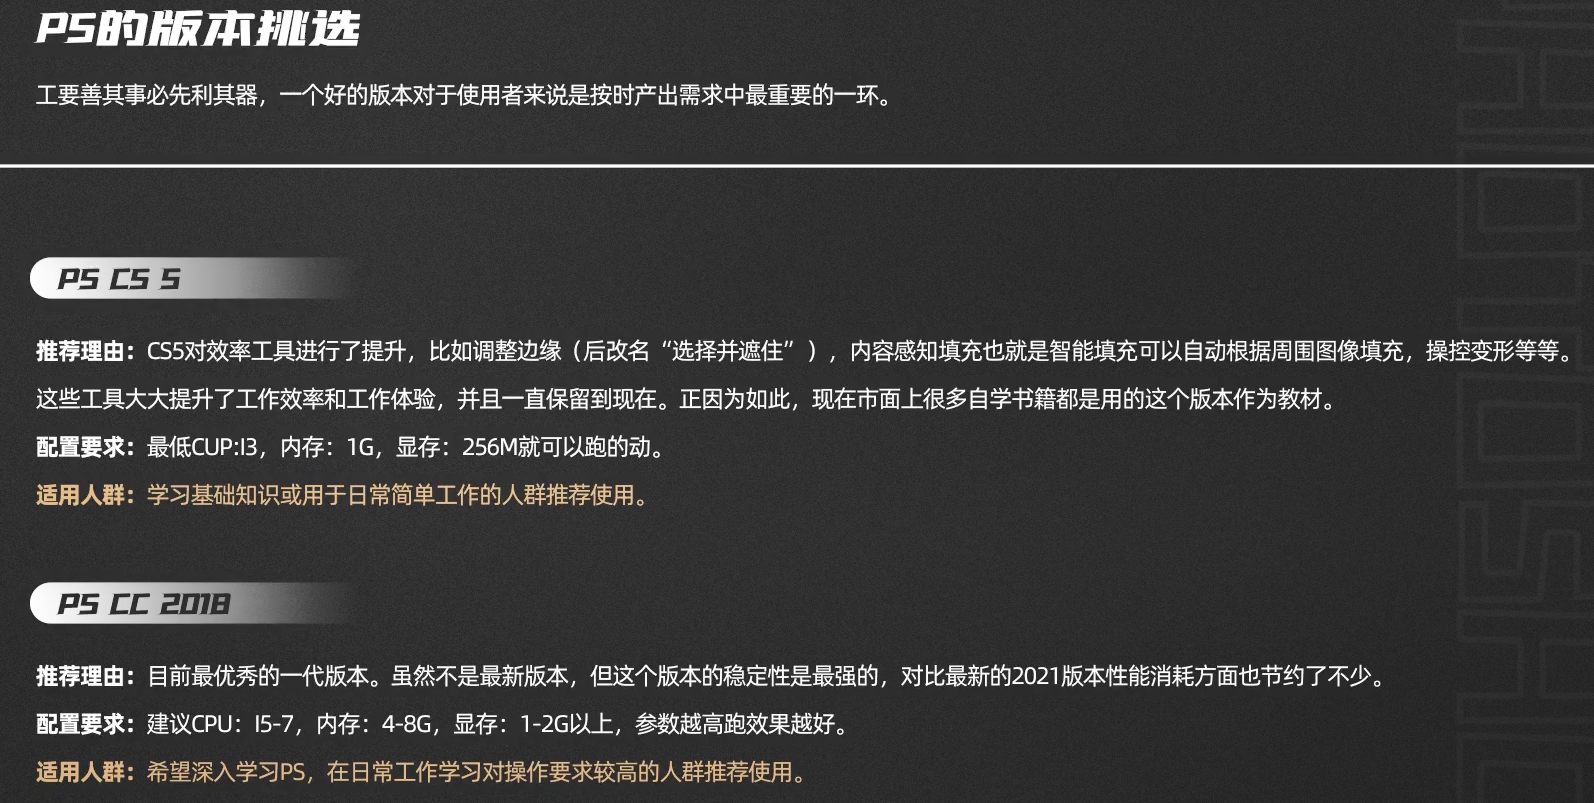 PS的版本挑选
工要善其事必先利其器，一个好的版本对于使用者来说是按时产出需求中最重要的一环。
PS CS 5
推荐理由：CS5对效率工具进行了提升，比如调整边缘（后改名“选择并遮住”），内容感知填充也就是智能填充可以自动根据周围图像填充，操控变形等等。
这些工具大大提升了工作效率和工作体验，并且一直保留到现在。正因为如此，现在市面上很多自学书籍都是用的这个版本作为教材。
配置要求：最低CUP:I3，内存：1G，显存：256M就可以跑的动。
适用人群：学习基础知识或用于日常简单工作的人群推荐使用。
PS CC 2018
推荐理由：目前最优秀的一代版本。虽然不是最新版本，但这个版本的稳定性是最强的，对比最新的2021版本性能消耗方面也节约了不少。
配置要求：建议CPU：I5-7，内存：4-8G，显存：1-2G以上，参数越高跑效果越好。
适用人群：希望深入学习PS，在日常工作学习对操作要求较高的人群推荐使用。